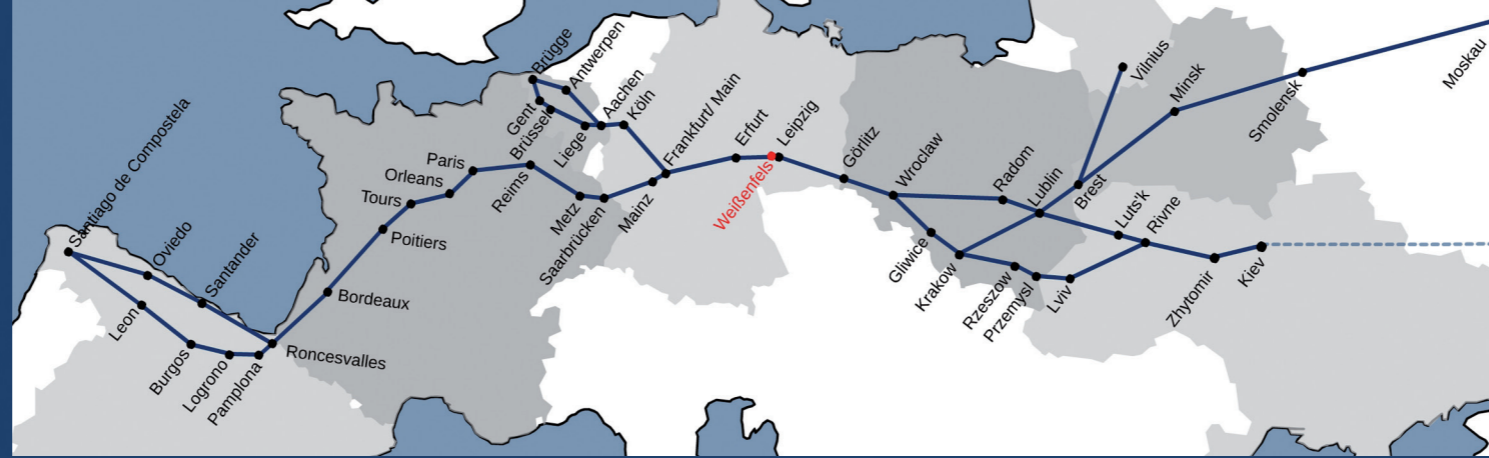 Santiago de Compostela
Oviedo
Santander
Leon
Burgos
Logrono
Pamplona
Roncesvalles
Bordeaux
Poitiers
Tours
Orleans
Paris
Reims
Metz
Saarbrücken
Mainz
Frankfurt/ Main
Brügge
Antwerpen
Gent
Brüssel
Liege
Aachen
Köln
Erfurt
Weißenfels
Leipzig
Görlitz
Wroclaw
Gliwice
Krakow
Rzeszow
Przemysl
Lviv
Radom
Lublin
Brest
Vilnius
Minsk
Smolensk
Moskau
Luts'k
Rivne
Zhytomir
Kiev